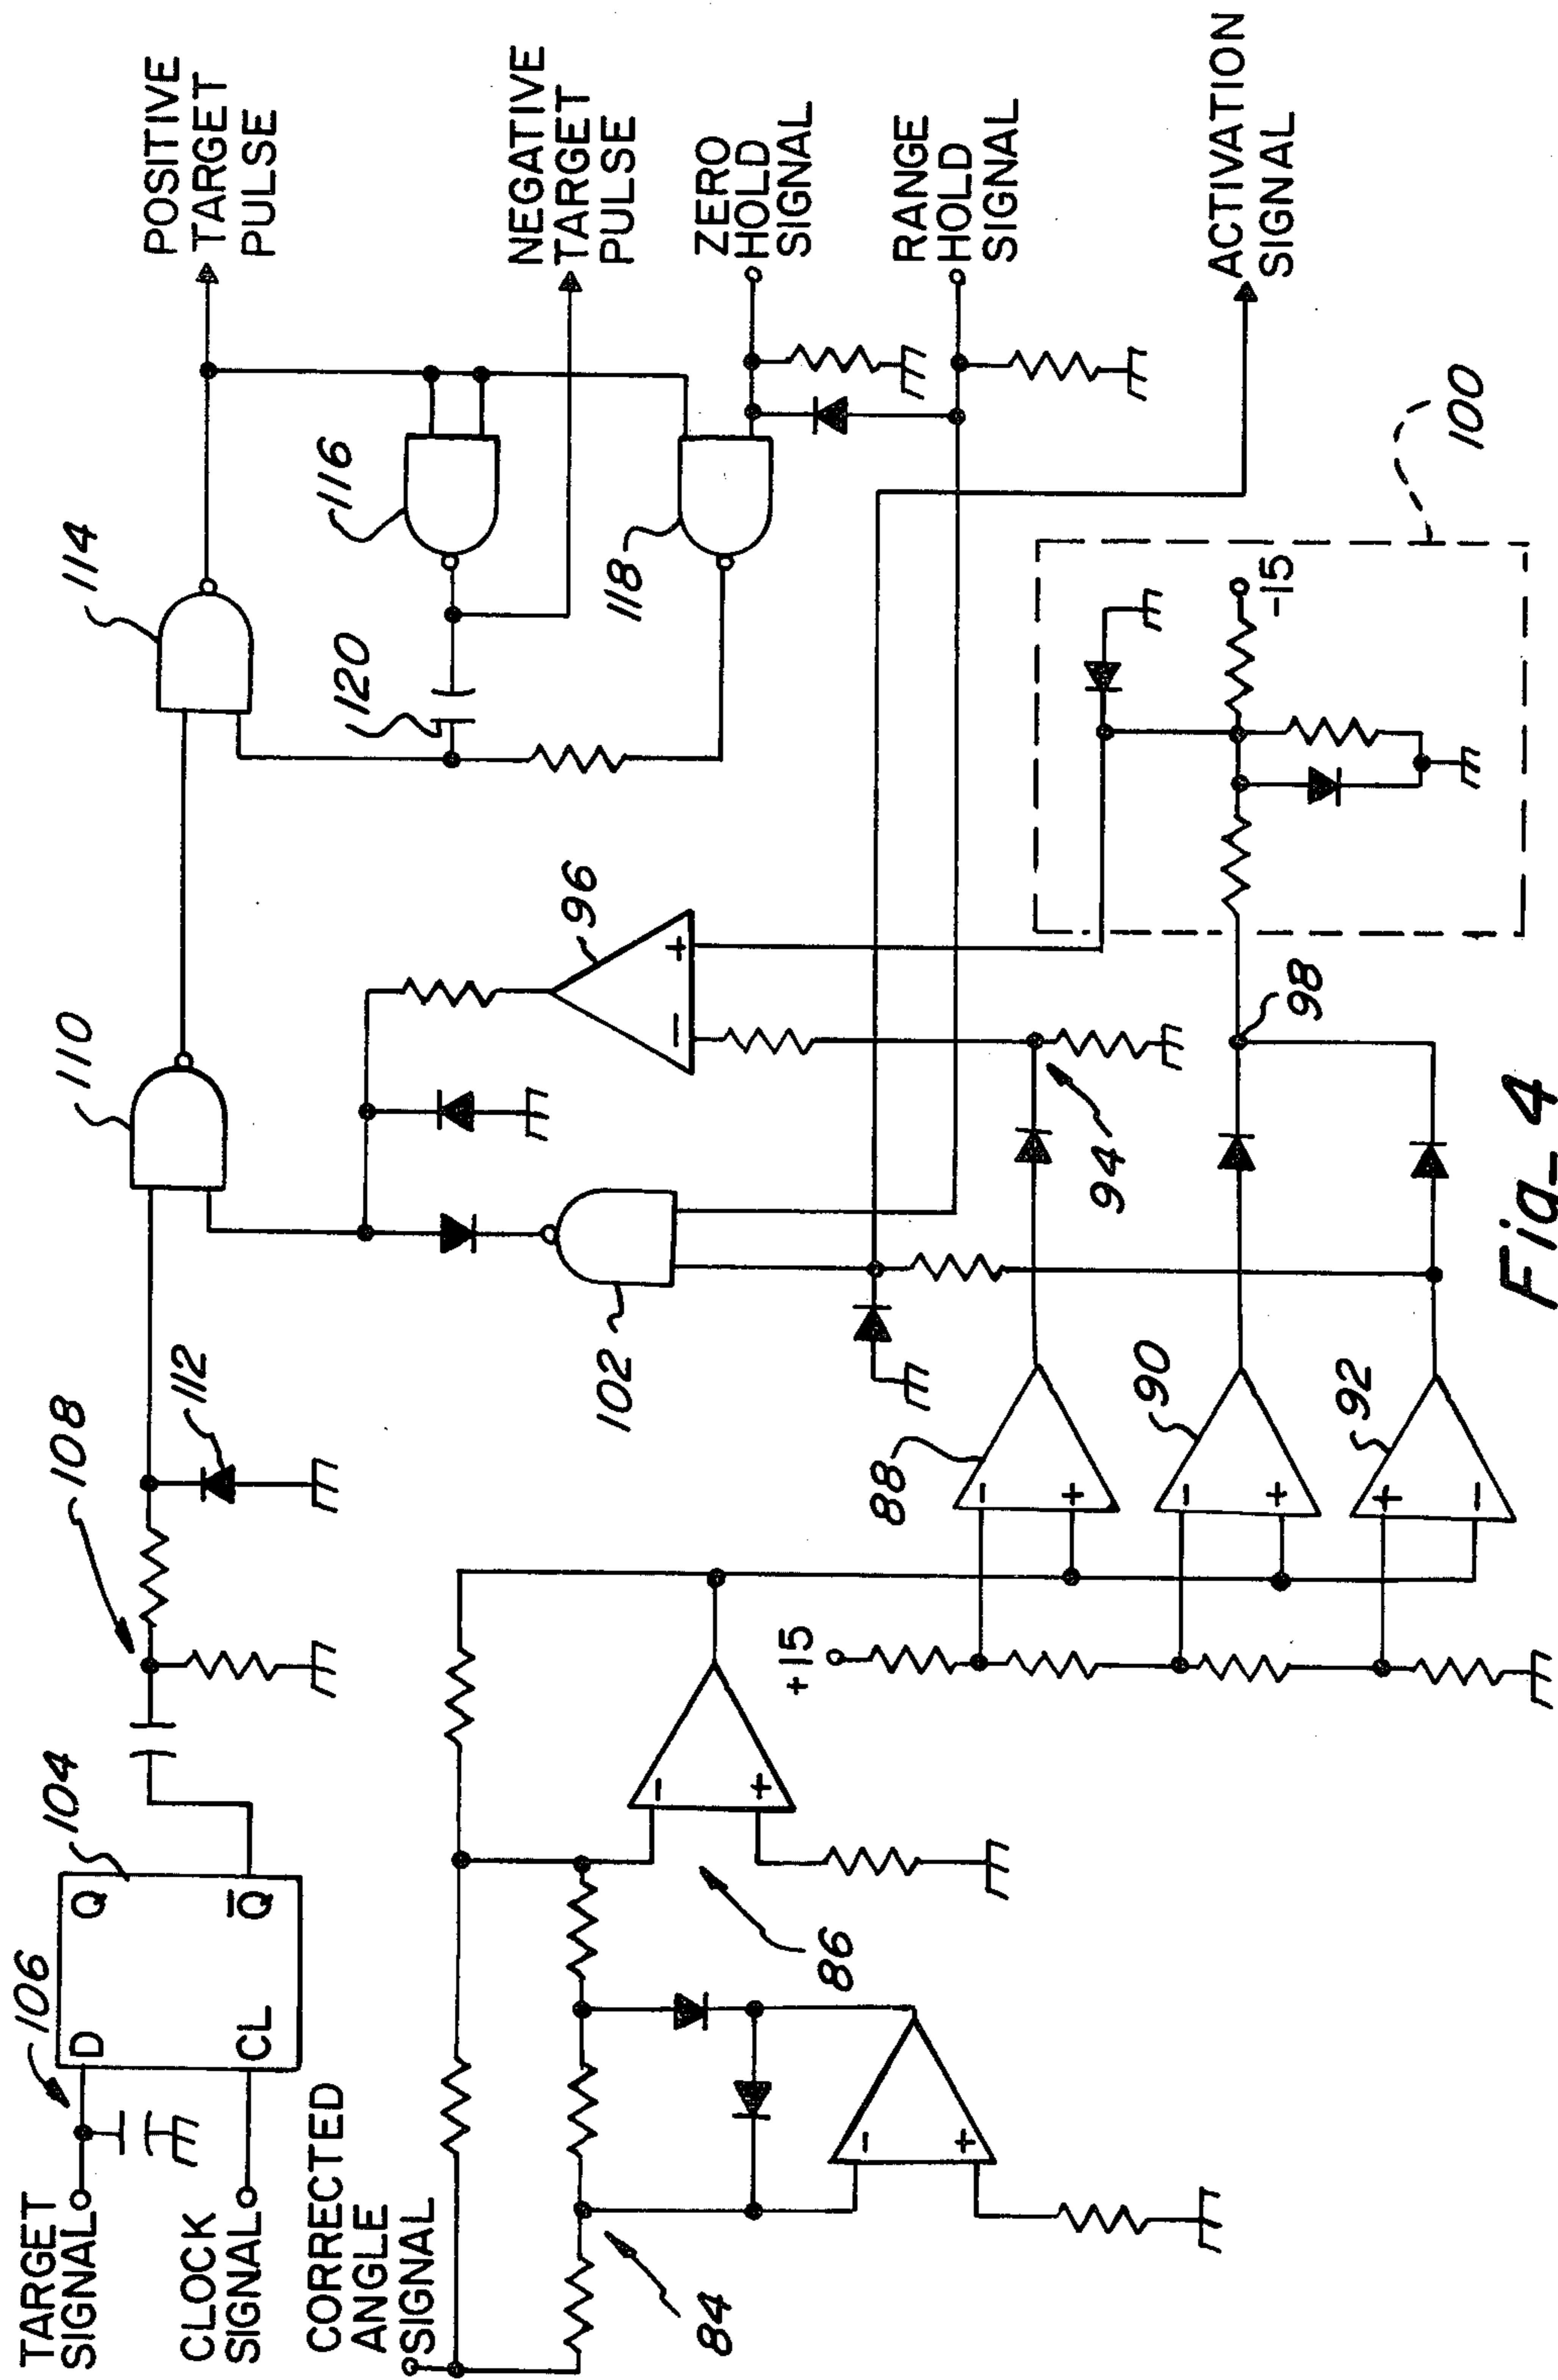 TARGET
SIGNAL
106
D
Q
104
CL
Q̅
CLOCK
SIGNAL
CORRECTED
ANGLE
SIGNAL
108
112
110
114
POSITIVE
TARGET
PULSE
116
120
NEGATIVE
TARGET
PULSE
118
ZERO
HOLD
SIGNAL
RANGE
HOLD
SIGNAL
ACTIVATION
SIGNAL
84
-
+
86
-
+
+15
88
-
+
90
-
+
92
+
-
102
96
-
+
94
98
100
-15
Fig_ 4